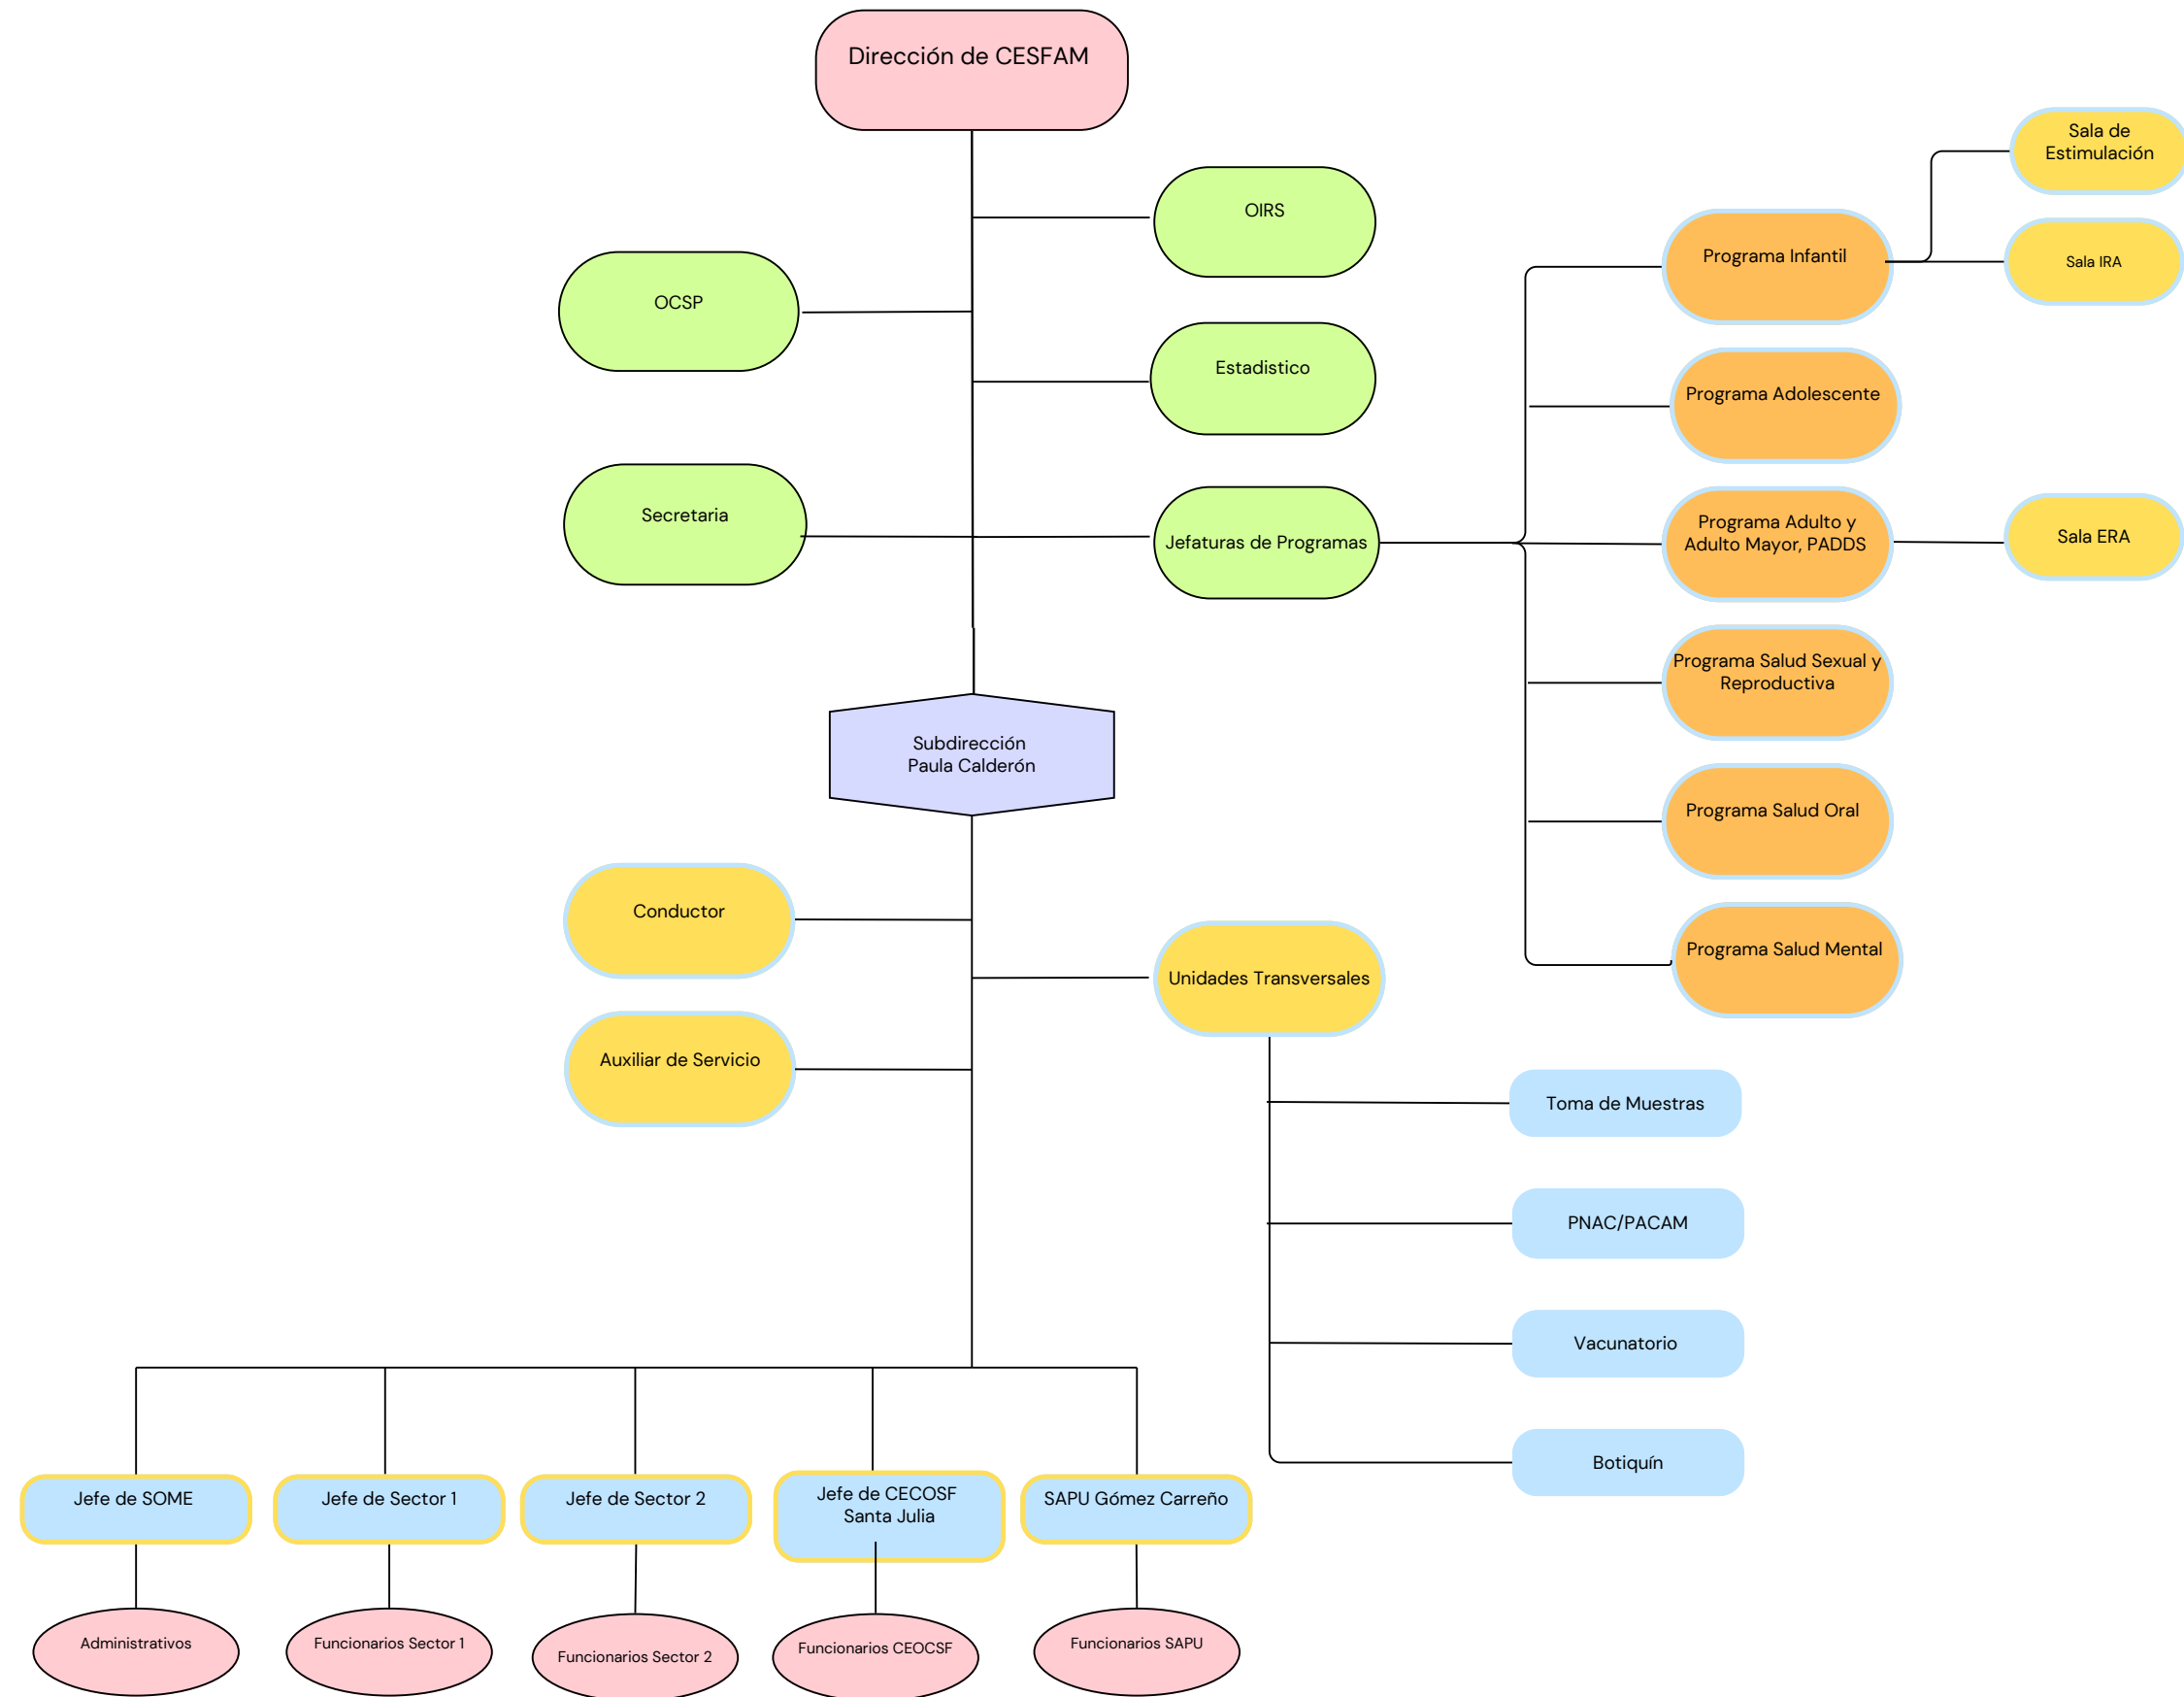 Dirección de CESFAM
Sala de
Estimulación
OIRS
Programa Infantil
Sala IRA
OCSP
Estadistico
Programa Adolescente
Secretaria
Jefaturas de Programas
Programa Adulto y
Adulto Mayor, PADDS
Sala ERA
Programa Salud Sexual y
Reproductiva
Subdirección
Paula Calderón
Programa Salud Oral
Conductor
Programa Salud Mental
Unidades Transversales
Auxiliar de Servicio
Toma de Muestras
PNAC/PACAM
Vacunatorio
Botiquín
Jefe de SOME
Jefe de Sector 1
Jefe de Sector 2
Jefe de CECOSF
Santa Julia
SAPU Gómez Carreño
Administrativos
Funcionarios Sector 1
Funcionarios Sector 2
Funcionarios CEOCSF
Funcionarios SAPU